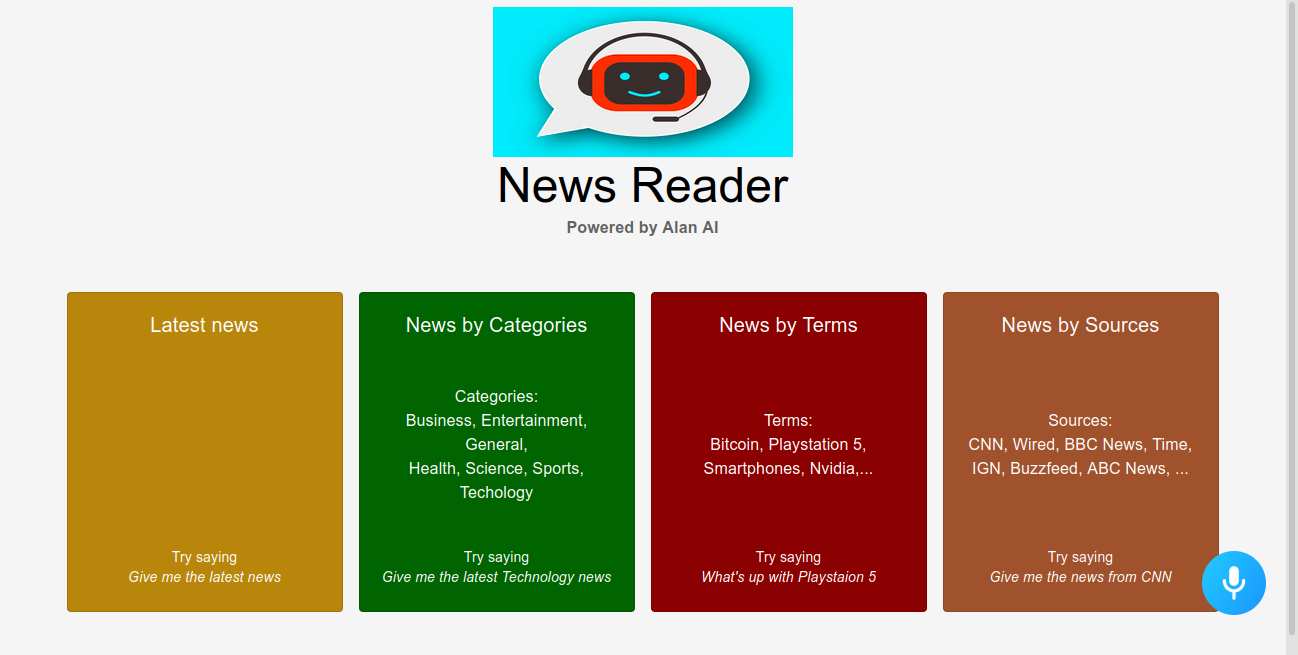 News Reader
Powered by Alan AI
Latest news
Try saying
Give me the latest news
News by Categories
Categories:
Business, Entertainment,
General,
Health, Science, Sports,
Techology
Try saying
Give me the latest Technology news
News by Terms
Terms:
Bitcoin, Playstation 5,
Smartphones, Nvidia,...
Try saying
What's up with Playstaion 5
News by Sources
Sources:
CNN, Wired, BBC News, Time,
IGN, Buzzfeed, ABC News, ...
Try saying
Give me the news from CNN